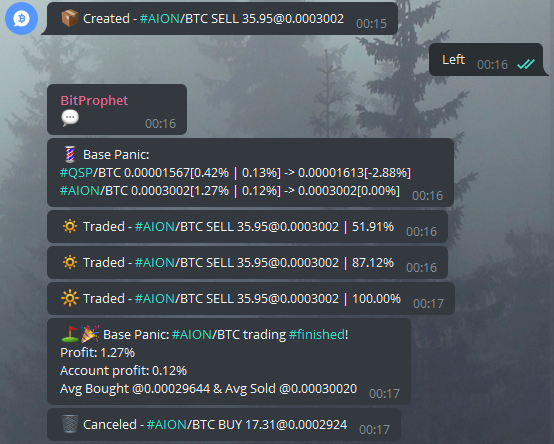 Created - #AION/BTC SELL 35.95@0.0003002 00:15
Left 00:16
BitProphet
00:16
Base Panic:
#QSP/BTC 0.00001567[0.42% | 0.13%] -> 0.00001613[-2.88%]
#AION/BTC 0.0003002[1.27% | 0.12%] -> 0.0003002[0.00%] 00:16
Traded - #AION/BTC SELL 35.95@0.0003002 | 51.91% 00:16
Traded - #AION/BTC SELL 35.95@0.0003002 | 87.12% 00:16
Traded - #AION/BTC SELL 35.95@0.0003002 | 100.00% 00:17
Base Panic: #AION/BTC trading #finished!
Profit: 1.27%
Account profit: 0.12%
Avg Bought @0.00029644 & Avg Sold @0.00030020 00:17
Canceled - #AION/BTC BUY 17.31@0.0002924 00:17